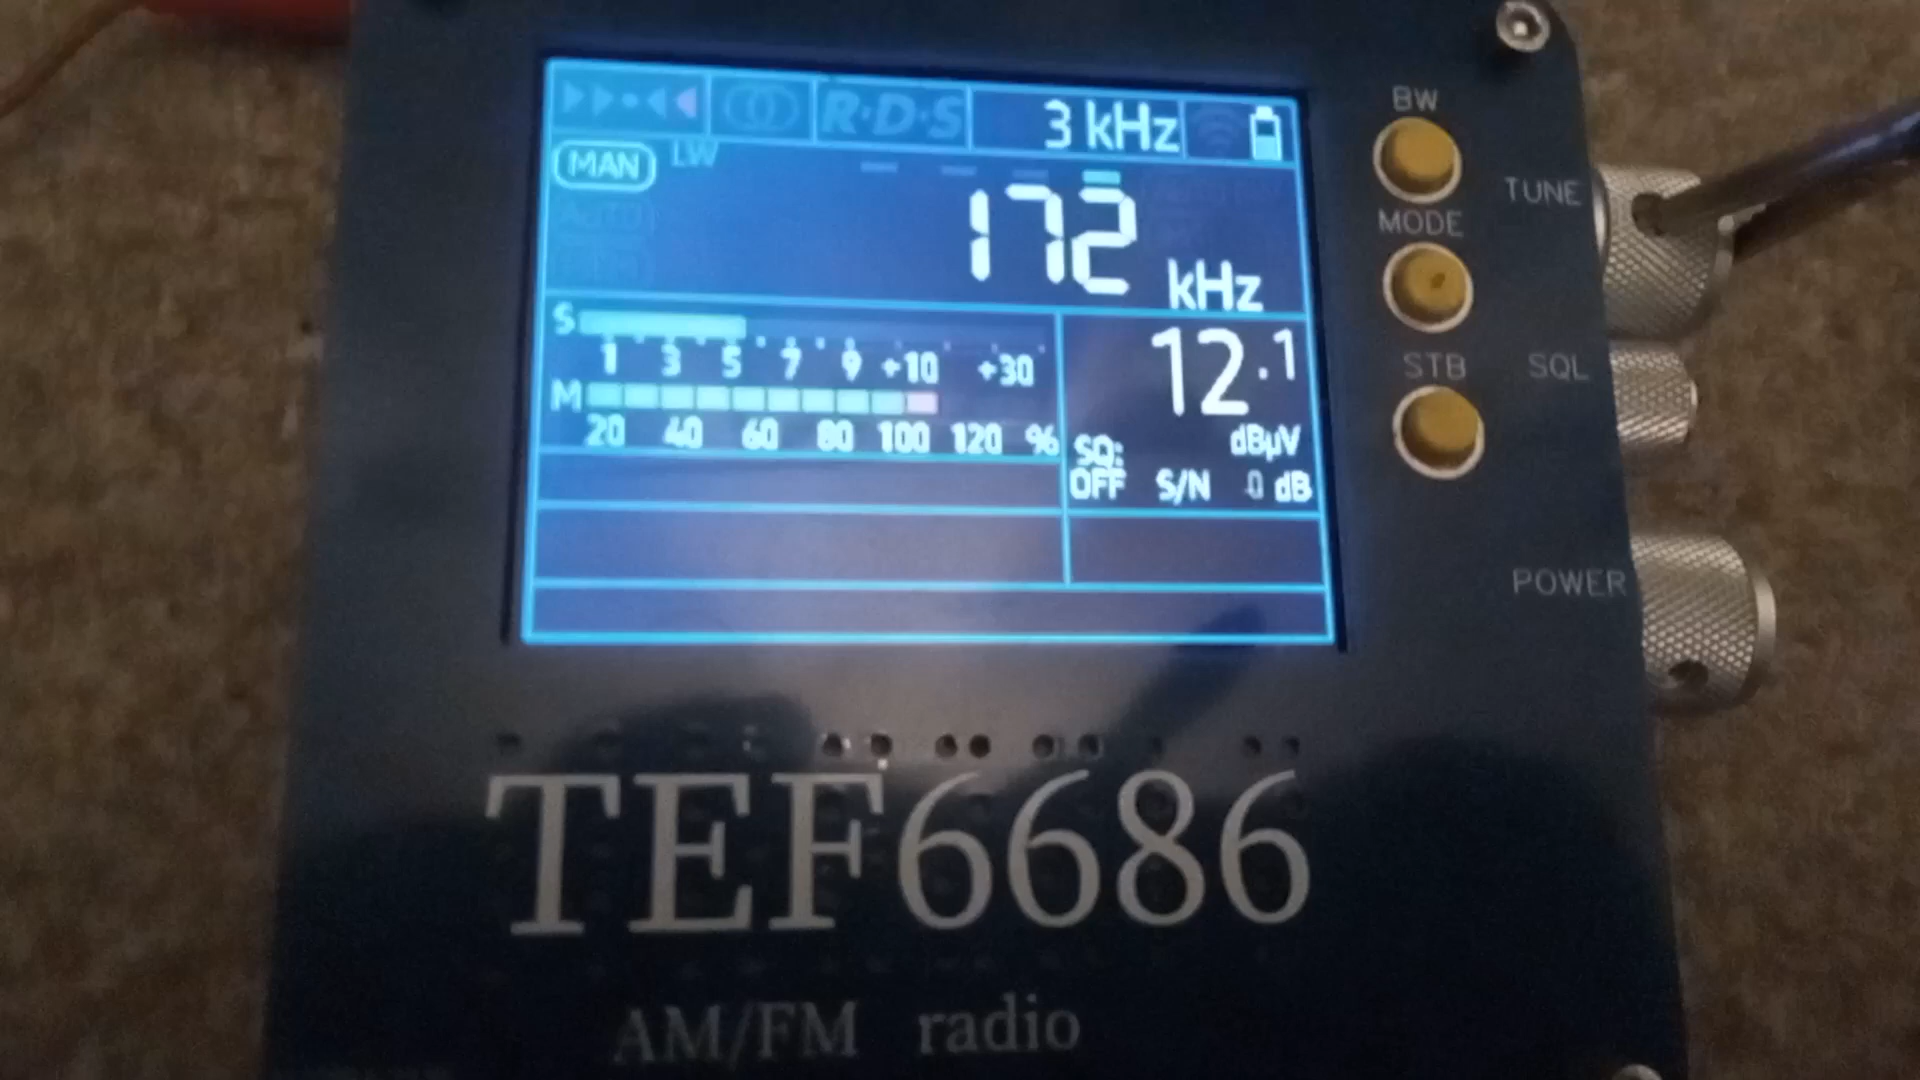 R·D·S 3 kHz
MAN LW
AUTO
172 kHz
S
1 3 5 7 9 +10 +30
M
20 40 60 80 100 120 %
12.1
dBµV
SQ:
OFF S/N 0 dB
BW
TUNE
MODE
STB SQL
POWER
TEF6686
AM/FM radio